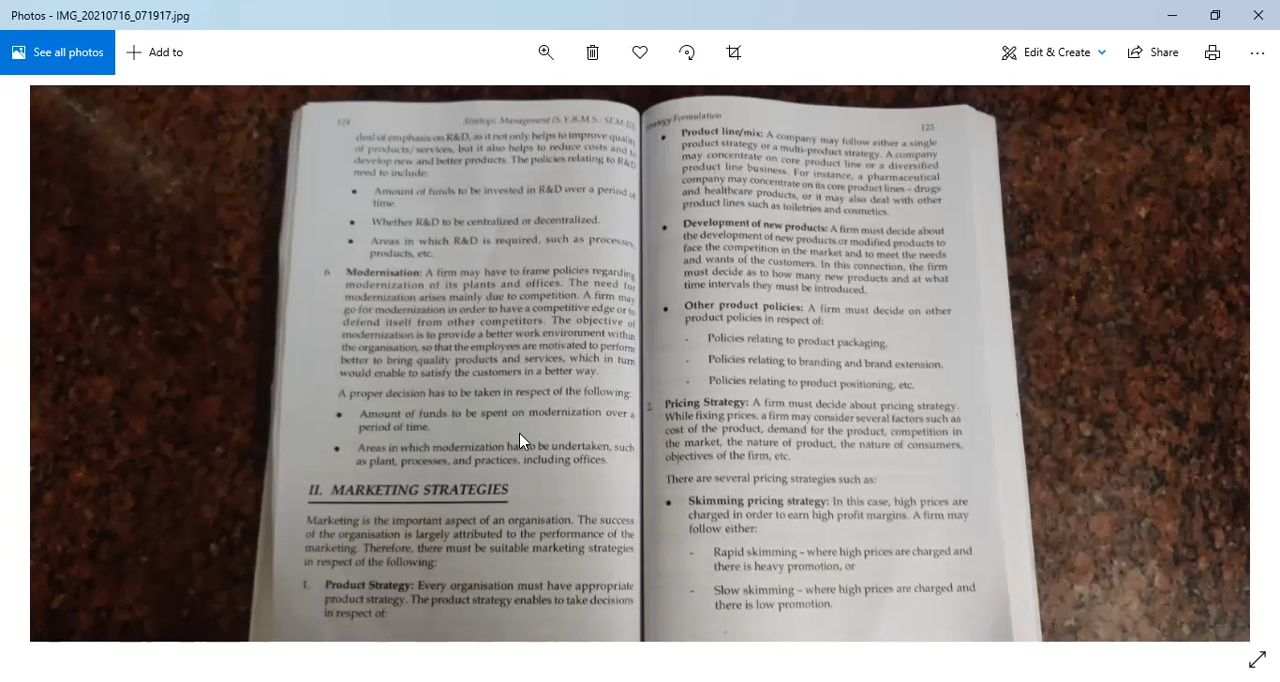 Photos - IMG_20210716_071917.jpg
See all photos
Add to
Edit & Create
Share
124
Strategic Management (S.Y.B.M.S.: SEM-II)
deal of emphasis on R&D, as it not only helps to improve quality
of products/services, but it also helps to reduce costs and to
develop new and better products. The policies relating to R&D
need to include:
• Amount of funds to be invested in R&D over a period of
time.
• Whether R&D to be centralized or decentralized.
• Areas in which R&D is required, such as processes,
products, etc.
6. Modernisation: A firm may have to frame policies regarding
modernization of its plants and offices. The need for
modernization arises mainly due to competition. A firm may
go for modernization in order to have a competitive edge or to
defend itself from other competitors. The objective of
modernization is to provide a better work environment within
the organisation, so that the employees are motivated to perform
better to bring quality products and services, which in turn
would enable to satisfy the customers in a better way.
A proper decision has to be taken in respect of the following:
• Amount of funds to be spent on modernization over a
period of time.
• Areas in which modernization has to be undertaken, such
as plant, processes, and practices, including offices.
II. MARKETING STRATEGIES
Marketing is the important aspect of an organisation. The success
of the organisation is largely attributed to the performance of the
marketing. Therefore, there must be suitable marketing strategies
in respect of the following:
1. Product Strategy: Every organisation must have appropriate
product strategy. The product strategy enables to take decisions
in respect of:
Strategy Formulation
125
• Product line/mix: A company may follow either a single
product strategy or a multi-product strategy. A company
may concentrate on core product line or a diversified
product line business. For instance, a pharmaceutical
company may concentrate on its core product lines – drugs
and healthcare products, or it may also deal with other
product lines such as toiletries and cosmetics.
• Development of new products: A firm must decide about
the development of new products or modified products to
face the competition in the market and to meet the needs
and wants of the customers. In this connection, the firm
must decide as to how many new products and at what
time intervals they must be introduced.
• Other product policies: A firm must decide on other
product policies in respect of:
- Policies relating to product packaging.
- Policies relating to branding and brand extension.
- Policies relating to product positioning, etc.
2. Pricing Strategy: A firm must decide about pricing strategy.
While fixing prices, a firm may consider several factors such as
cost of the product, demand for the product, competition in
the market, the nature of product, the nature of consumers,
objectives of the firm, etc.
There are several pricing strategies such as:
• Skimming pricing strategy: In this case, high prices are
charged in order to earn high profit margins. A firm may
follow either:
- Rapid skimming – where high prices are charged and
there is heavy promotion, or
- Slow skimming – where high prices are charged and
there is low promotion.